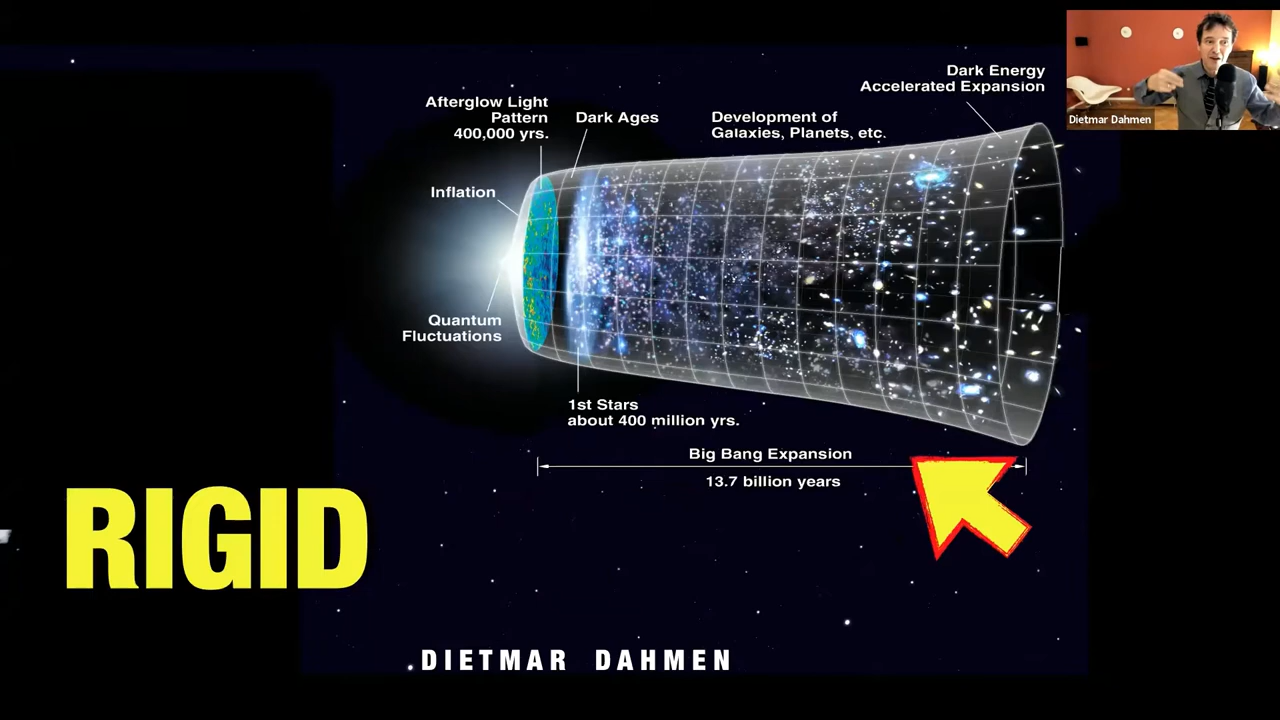 Dark Energy
Accelerated Expansion
Afterglow Light
Pattern
400,000 yrs.
Dark Ages
Development of
Galaxies, Planets, etc.
Dietmar Dahmen
Inflation
Quantum
Fluctuations
1st Stars
about 400 million yrs.
Big Bang Expansion
13.7 billion years
RIGID
DIETMAR DAHMEN